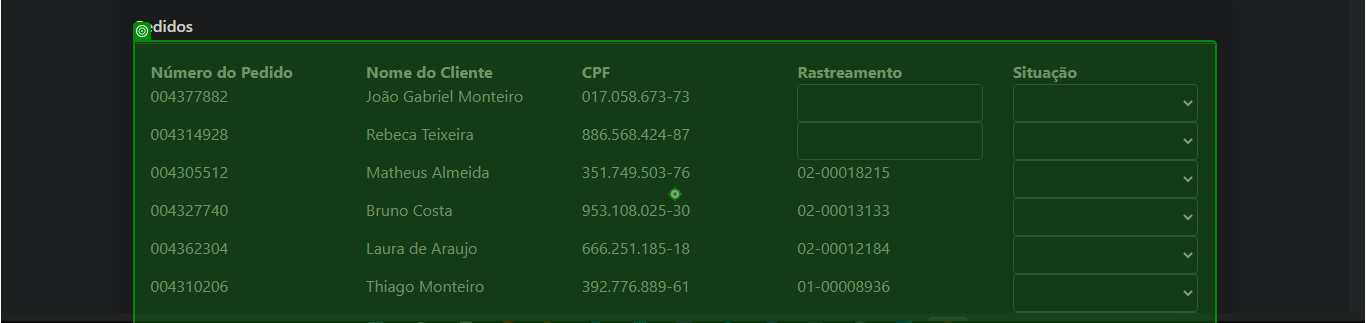 Pedidos
Número do Pedido Nome do Cliente CPF Rastreamento Situação
004377882 João Gabriel Monteiro 017.058.673-73
004314928 Rebeca Teixeira 886.568.424-87
004305512 Matheus Almeida 351.749.503-76 02-00018215
004327740 Bruno Costa 953.108.025-30 02-00013133
004362304 Laura de Araujo 666.251.185-18 02-00012184
004310206 Thiago Monteiro 392.776.889-61 01-00008936